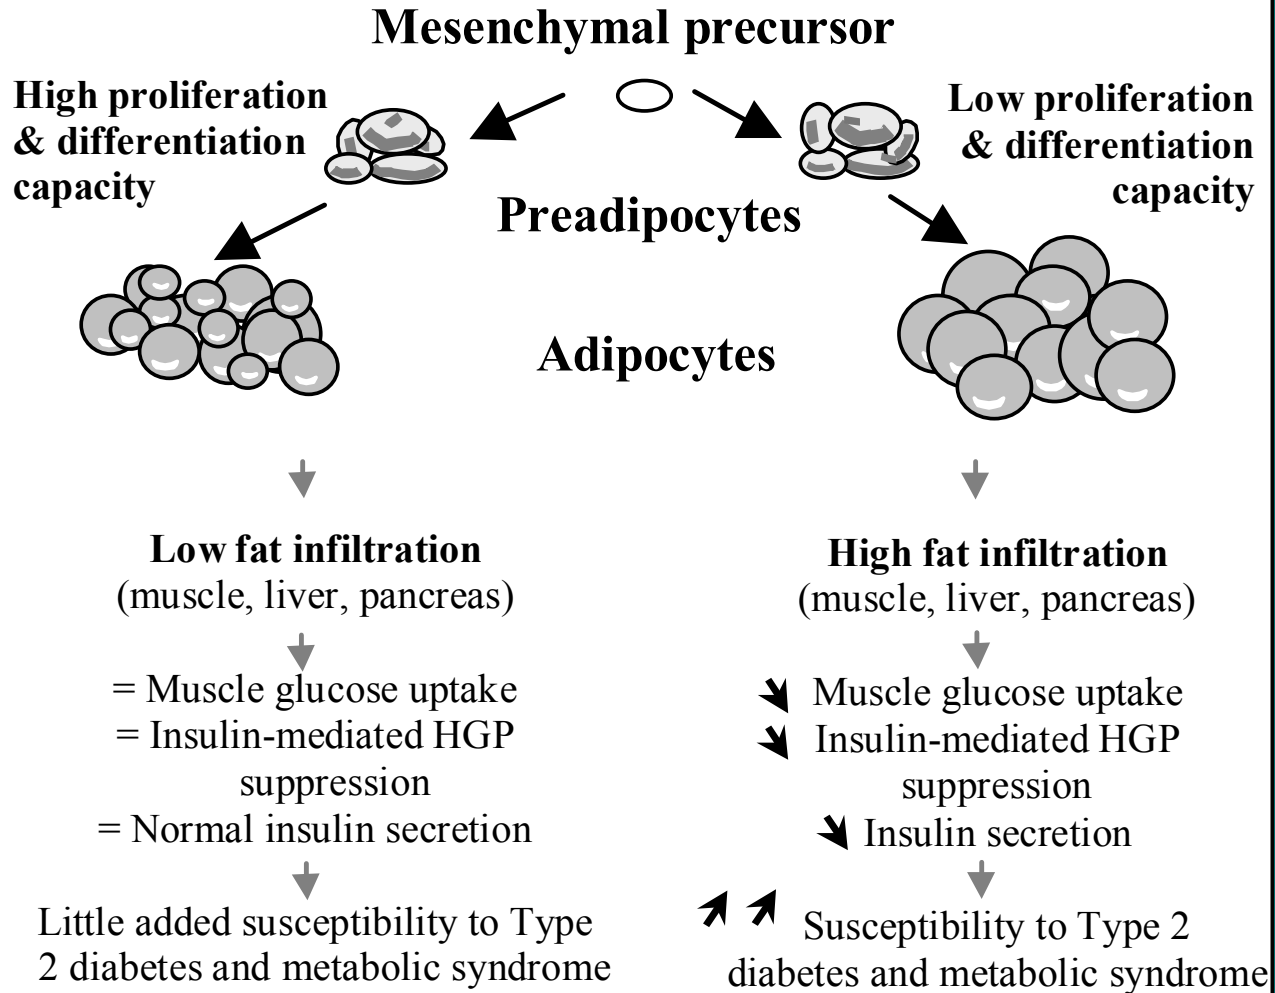 Mesenchymal precursor
High proliferation
& differentiation
capacity
Low proliferation
& differentiation
capacity
Preadipocytes
Adipocytes
Low fat infiltration
(muscle, liver, pancreas)
= Muscle glucose uptake
= Insulin-mediated HGP
suppression
= Normal insulin secretion
Little added susceptibility to Type
2 diabetes and metabolic syndrome
High fat infiltration
(muscle, liver, pancreas)
Muscle glucose uptake
Insulin-mediated HGP
suppression
Insulin secretion
Susceptibility to Type 2
diabetes and metabolic syndrome